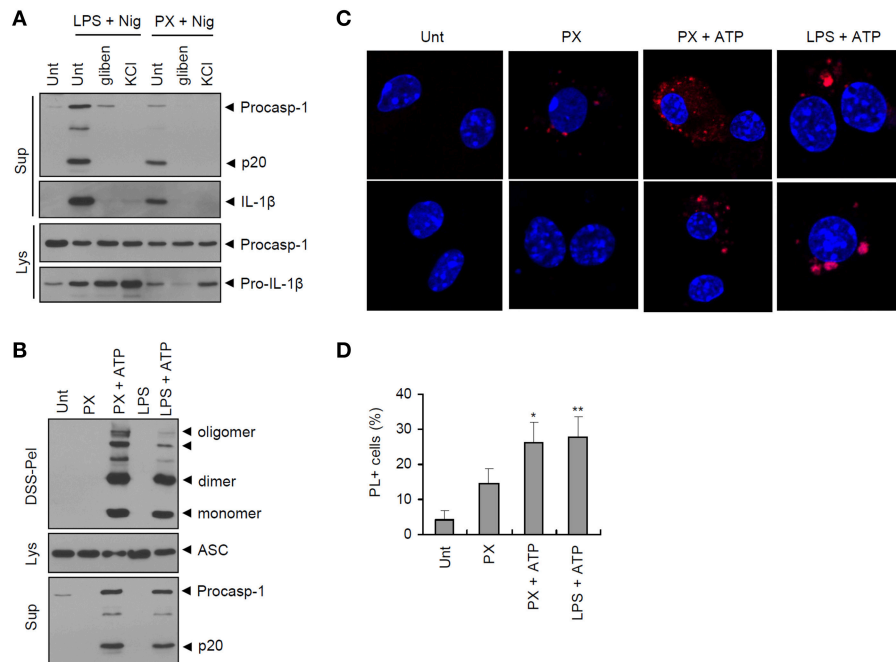 A
LPS + Nig PX + Nig
Unt Unt gliben KCl Unt gliben KCl
Sup
Procasp-1
p20
IL-1β
Lys
Procasp-1
Pro-IL-1β
B
Unt PX PX + ATP LPS LPS + ATP
DSS-Pel
oligomer
dimer
monomer
Lys
ASC
Sup
Procasp-1
p20
C
Unt PX PX + ATP LPS + ATP
D
PL+ cells (%)
40
30
20
10
0
* **
Unt PX PX + ATP LPS + ATP